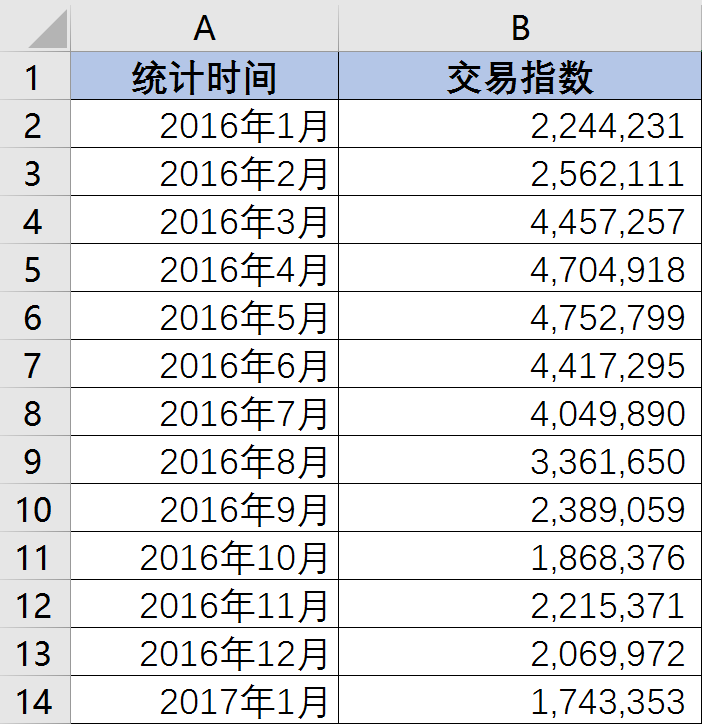 A B
1 统计时间 交易指数
2 2016年1月 2,244,231
3 2016年2月 2,562,111
4 2016年3月 4,457,257
5 2016年4月 4,704,918
6 2016年5月 4,752,799
7 2016年6月 4,417,295
8 2016年7月 4,049,890
9 2016年8月 3,361,650
10 2016年9月 2,389,059
11 2016年10月 1,868,376
12 2016年11月 2,215,371
13 2016年12月 2,069,972
14 2017年1月 1,743,353